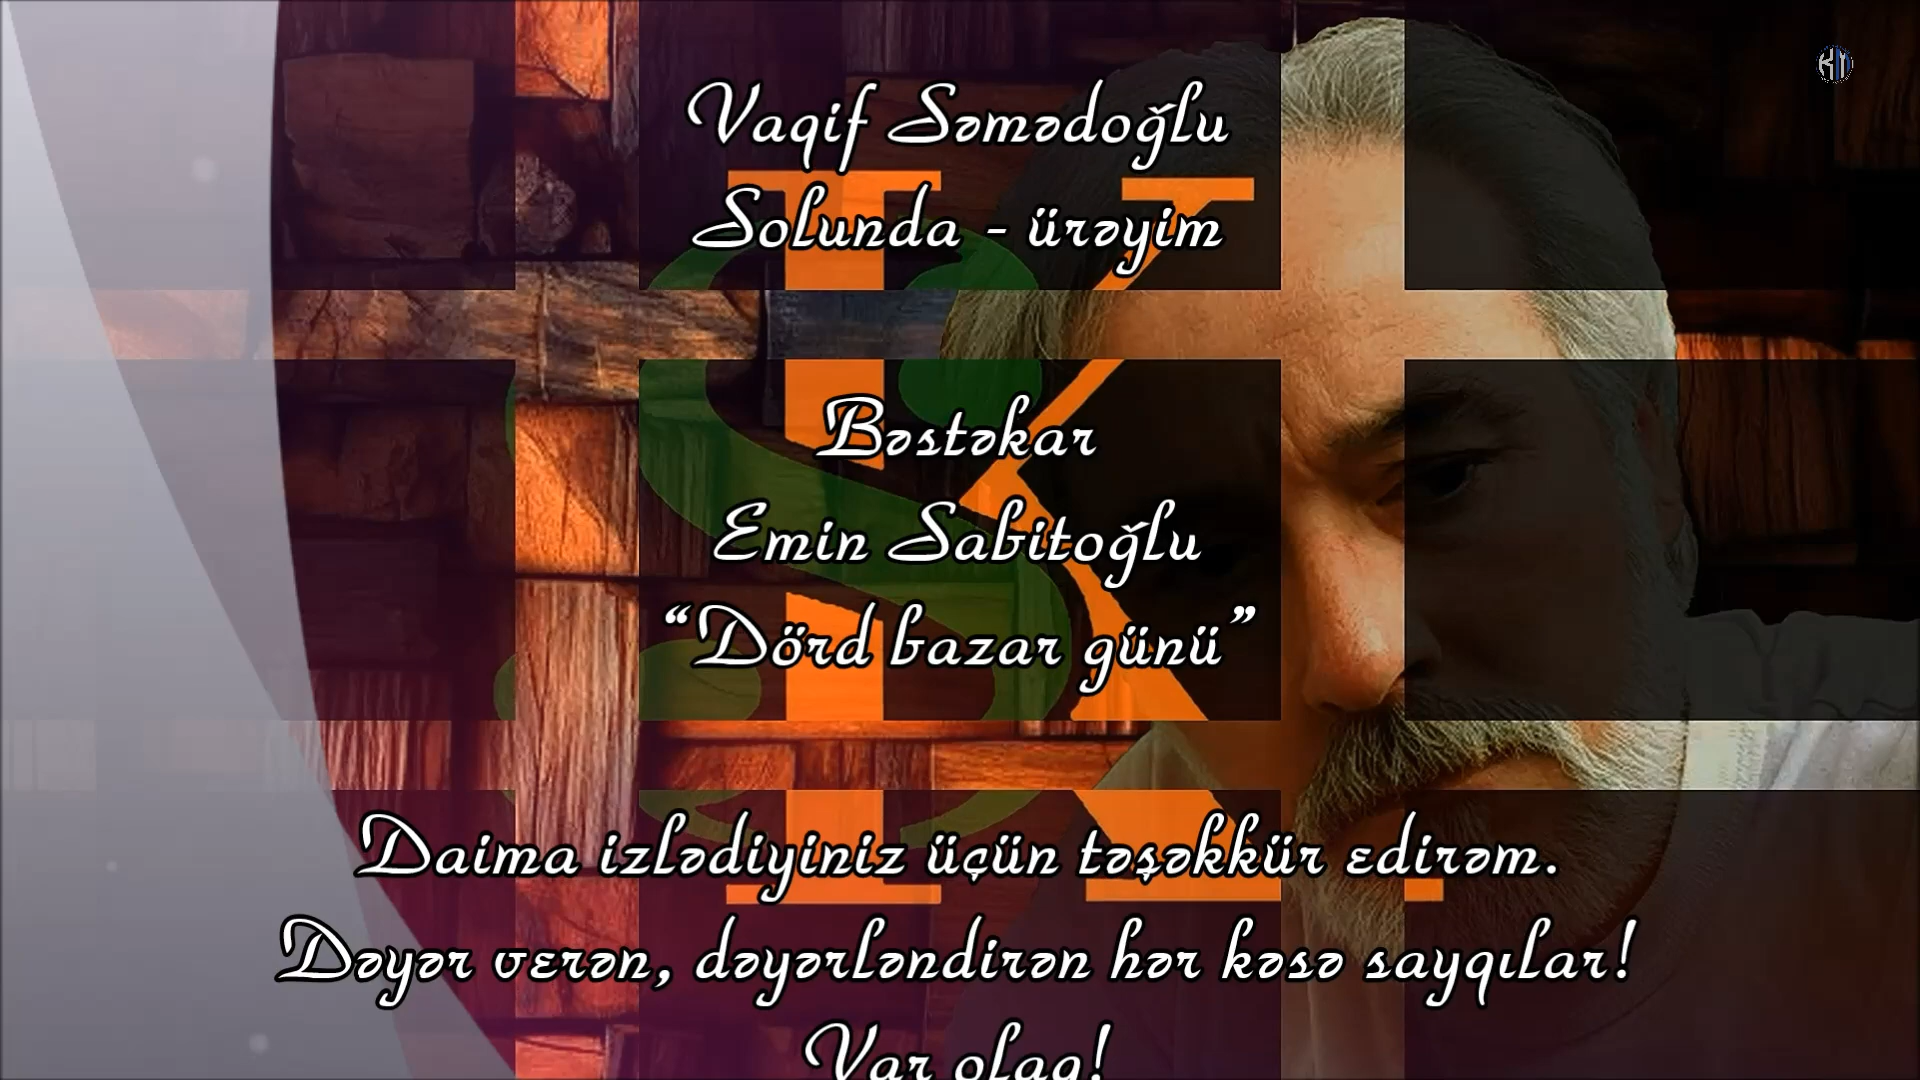 Vaqif Səmədoğlu
Solunda - ürəyim
Bəstəkar
Emin Sabitoğlu
“Dörd bazar günü”
Daima izlədiyiniz üçün təşəkkür edirəm.
Dəyər verən, dəyərləndirən hər kəsə sayqılar!
Var olaq!